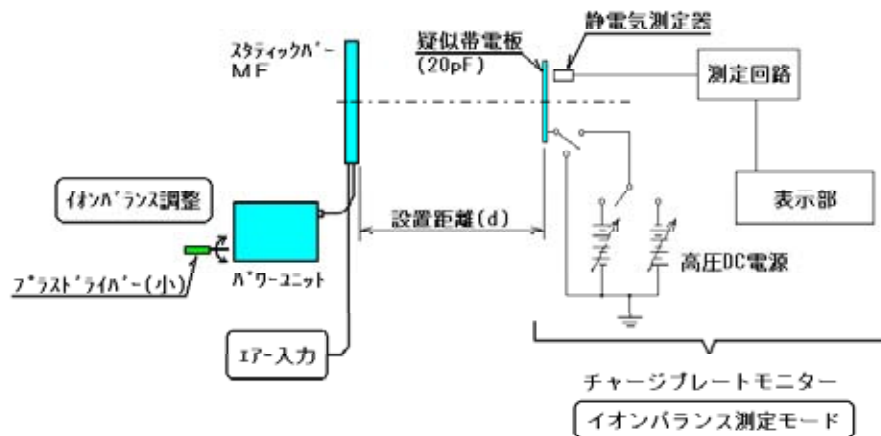 静電気測定器
ｽﾀﾃｨｯｸﾊﾞｰ
ＭＦ
疑似帯電板
(20pF)
測定回路
ｲｵﾝﾊﾞﾗﾝｽ調整
設置距離(d)
表示部
高圧DC電源
ﾌﾟﾗｽﾄﾞﾗｲﾊﾞｰ(小)
ﾊﾟﾜｰﾕﾆｯﾄ
ｴｱｰ入力
チャージプレートモニター
イオンバランス測定モード